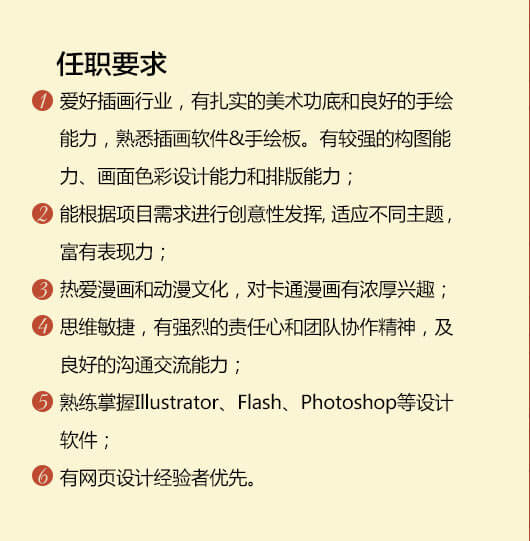 任职要求
1 爱好插画行业，有扎实的美术功底和良好的手绘
能力，熟悉插画软件&手绘板。有较强的构图能
力、画面色彩设计能力和排版能力；
2 能根据项目需求进行创意性发挥, 适应不同主题，
富有表现力；
3 热爱漫画和动漫文化，对卡通漫画有浓厚兴趣；
4 思维敏捷，有强烈的责任心和团队协作精神，及
良好的沟通交流能力；
5 熟练掌握Illustrator、Flash、Photoshop等设计
软件；
6 有网页设计经验者优先。